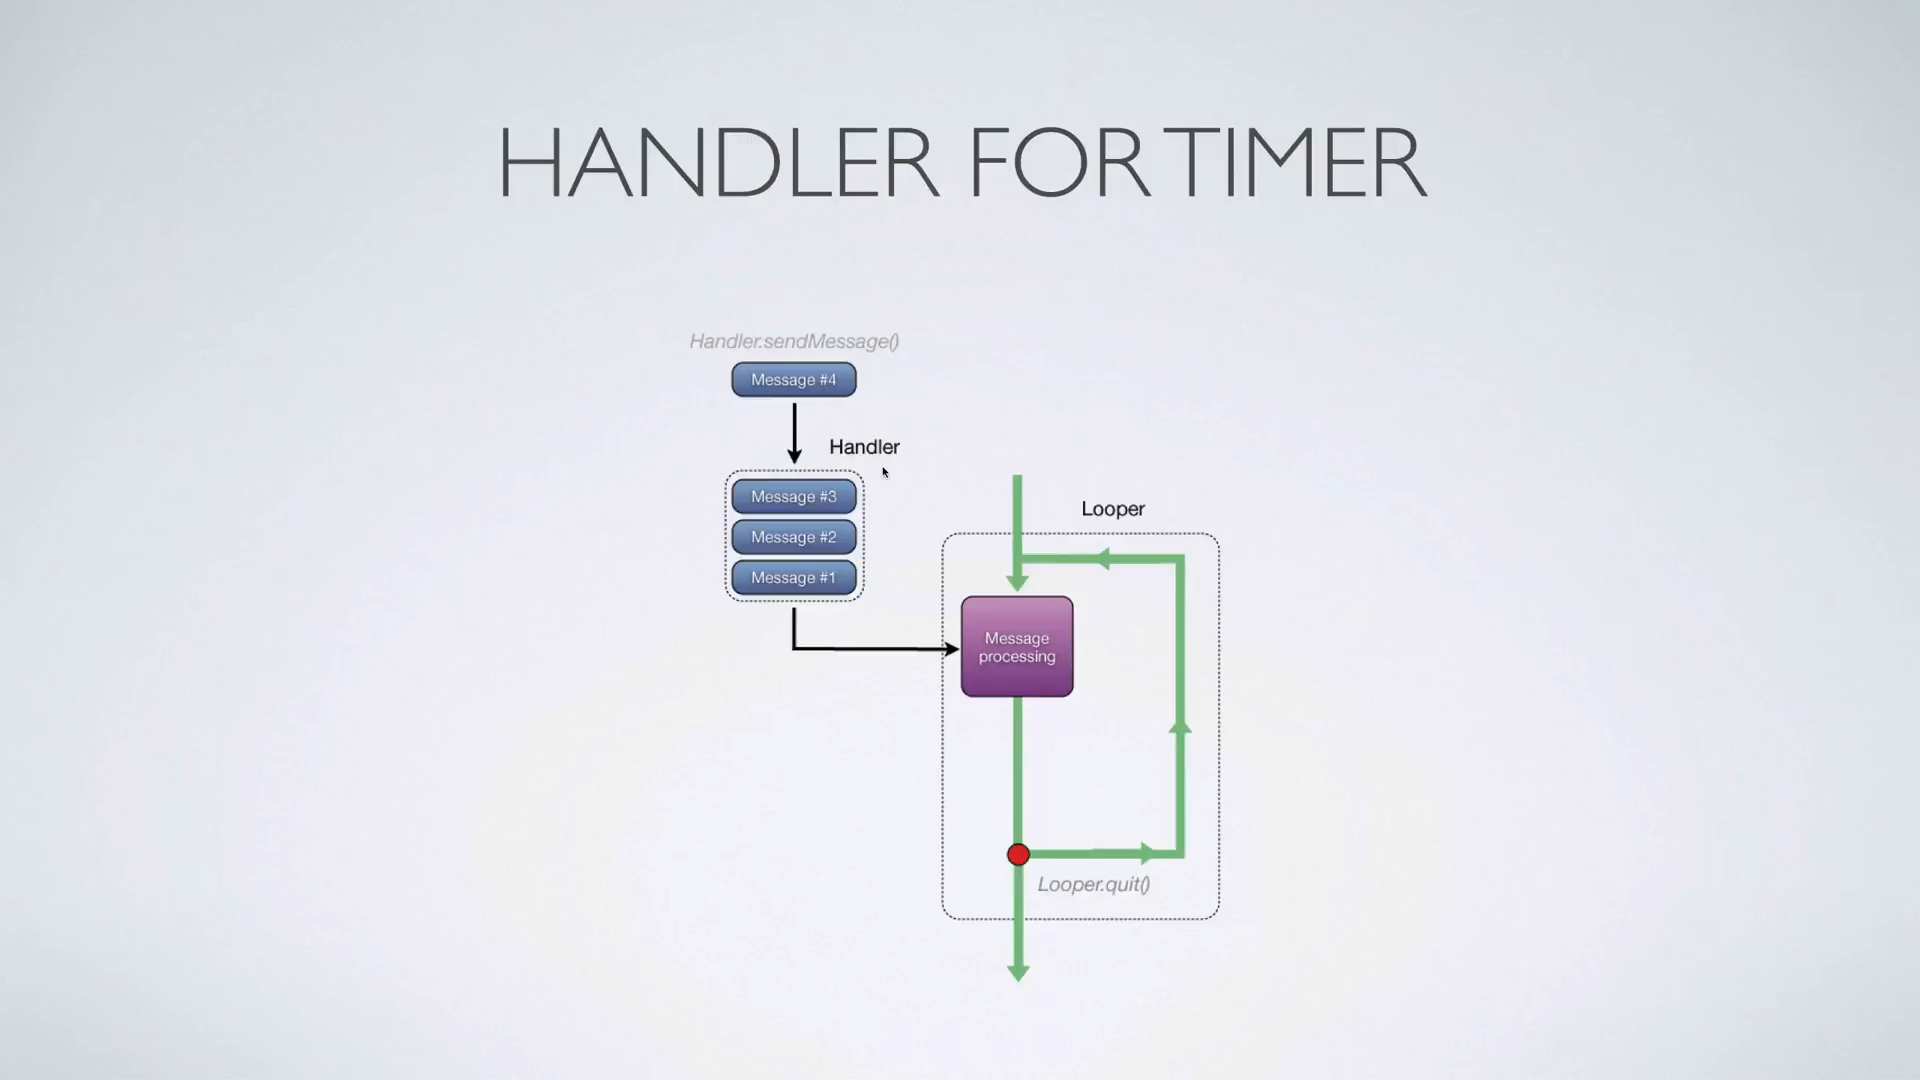 HANDLER FOR TIMER
Handler.sendMessage()
Message #4
Handler
Message #3
Message #2
Message #1
Looper
Message
processing
Looper.quit()